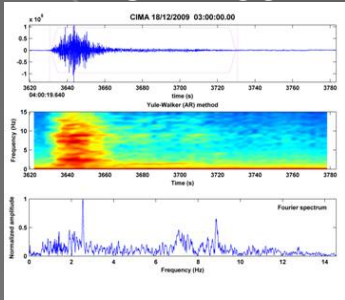 CIMA 18/12/2009 03:00:00.00
x 10
1
0.5
0
-0.5
-1
3620 3640 3660 3680 3700 3720 3740 3760 3780
04:00:19.640
time (s)
Yule-Walker (AR) method
Frequency (Hz)
15
10
5
0
3620 3640 3660 3680 3700 3720 3740 3760 3780
Time (s)
Fourier spectrum
Normalized amplitude
1
0.5
0
0 2 4 6 8 10 12 14
Frequency (Hz)